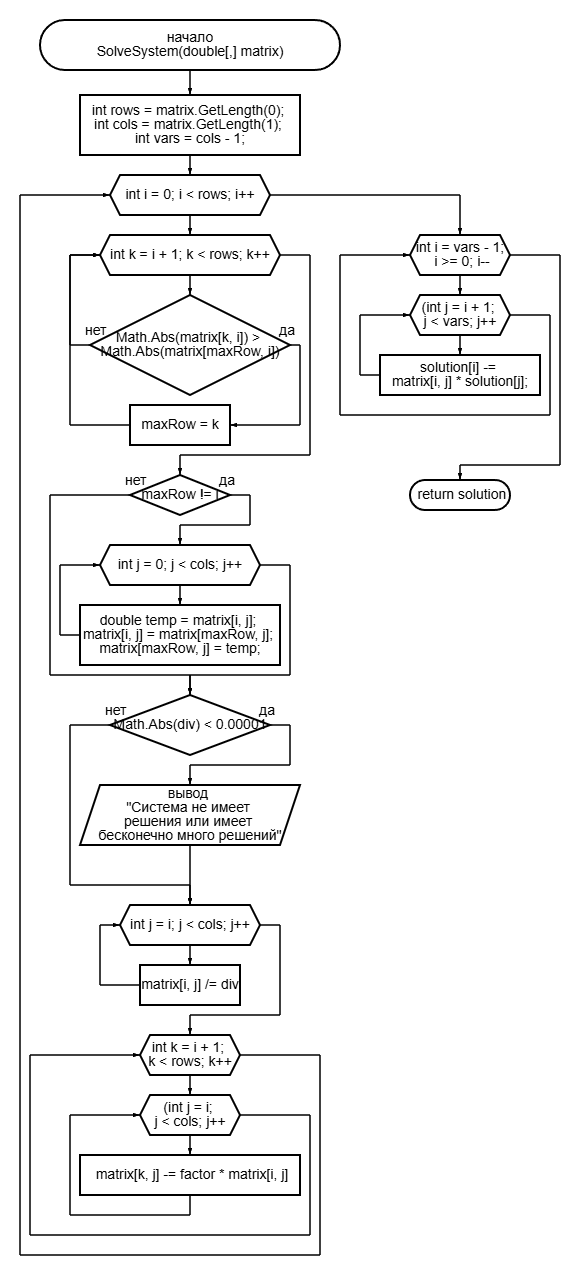 начало
SolveSystem(double[,] matrix)
int rows = matrix.GetLength(0);
int cols = matrix.GetLength(1);
int vars = cols - 1;
int i = 0; i < rows; i++
int k = i + 1; k < rows; k++
нет
да
Math.Abs(matrix[k, i]) >
Math.Abs(matrix[maxRow, i])
maxRow = k
нет
да
maxRow != i
int j = 0; j < cols; j++
double temp = matrix[i, j];
matrix[i, j] = matrix[maxRow, j];
matrix[maxRow, j] = temp;
нет
да
Math.Abs(div) < 0.00001
вывод
"Система не имеет
решения или имеет
бесконечно много решений"
int j = i; j < cols; j++
matrix[i, j] /= div
int k = i + 1;
k < rows; k++
(int j = i;
j < cols; j++
matrix[k, j] -= factor * matrix[i, j]
int i = vars - 1;
i >= 0; i--
(int j = i + 1;
j < vars; j++
solution[i] -=
matrix[i, j] * solution[j];
return solution